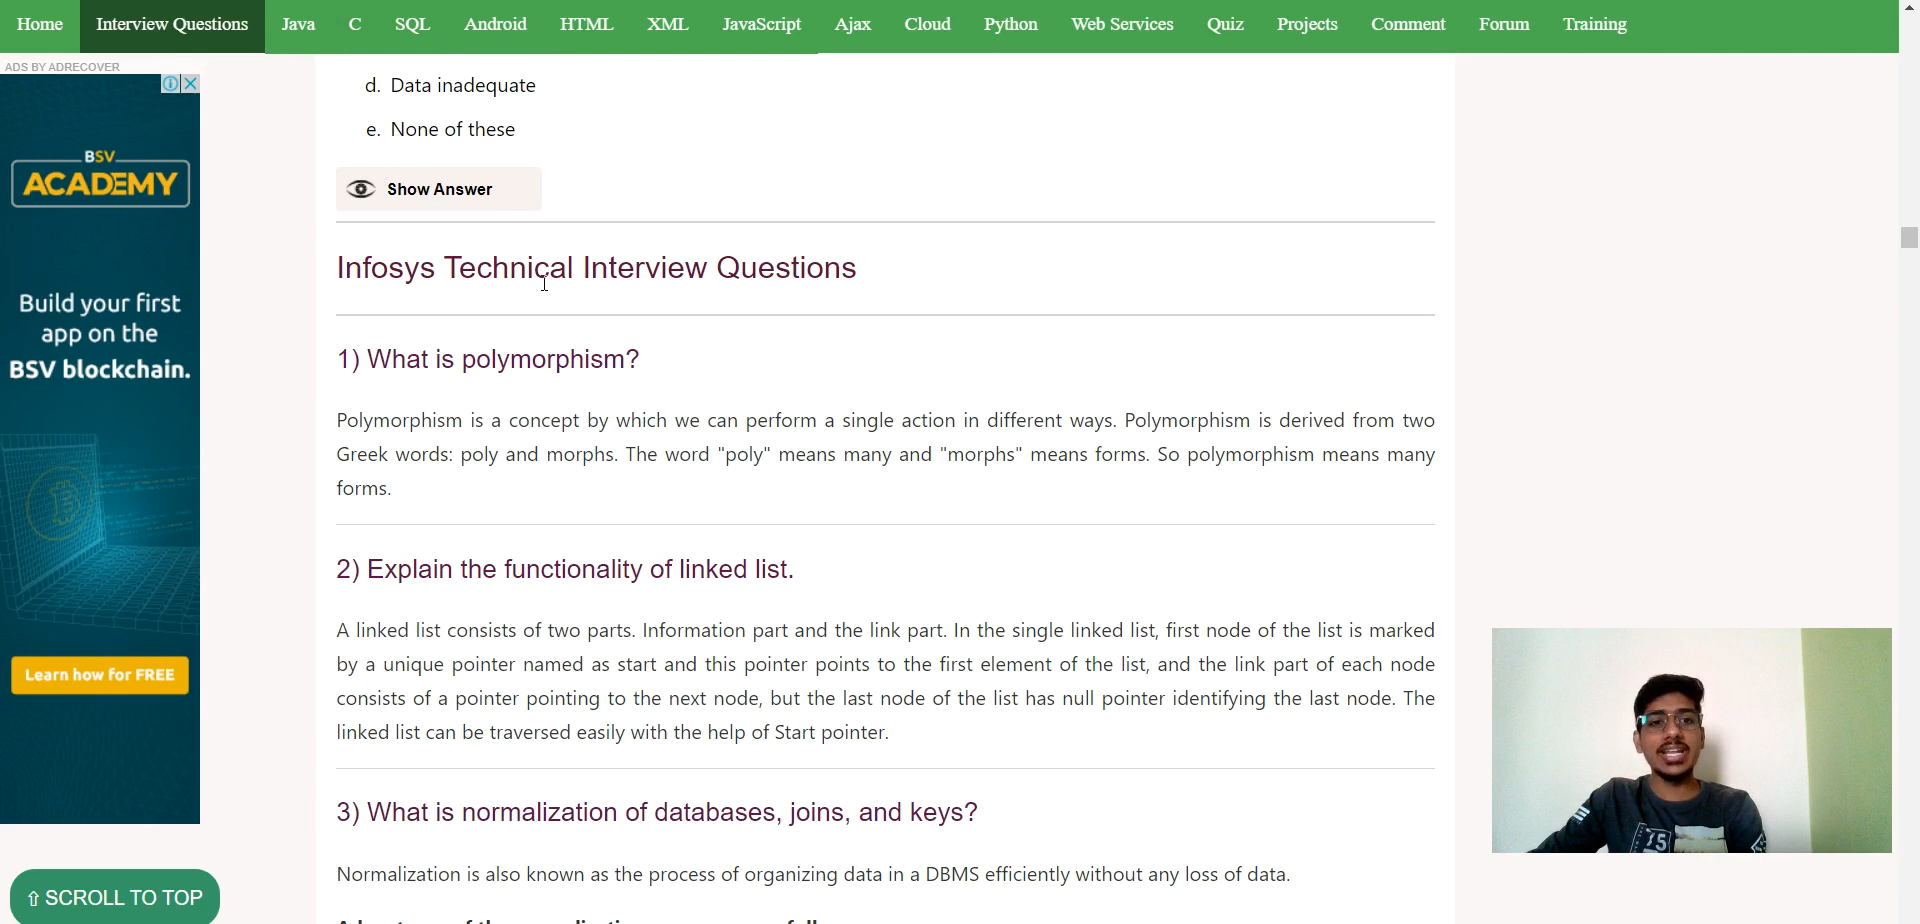 Home Interview Questions Java C SQL Android HTML XML JavaScript Ajax Cloud Python Web Services Quiz Projects Comment Forum Training
ADS BY ADRECOVER
BSV
ACADEMY
Build your first
app on the
BSV blockchain.
Learn how for FREE
⇧ SCROLL TO TOP
d. Data inadequate
e. None of these
Show Answer
Infosys Technical Interview Questions
1) What is polymorphism?
Polymorphism is a concept by which we can perform a single action in different ways. Polymorphism is derived from two
Greek words: poly and morphs. The word "poly" means many and "morphs" means forms. So polymorphism means many
forms.
2) Explain the functionality of linked list.
A linked list consists of two parts. Information part and the link part. In the single linked list, first node of the list is marked
by a unique pointer named as start and this pointer points to the first element of the list, and the link part of each node
consists of a pointer pointing to the next node, but the last node of the list has null pointer identifying the last node. The
linked list can be traversed easily with the help of Start pointer.
3) What is normalization of databases, joins, and keys?
Normalization is also known as the process of organizing data in a DBMS efficiently without any loss of data.